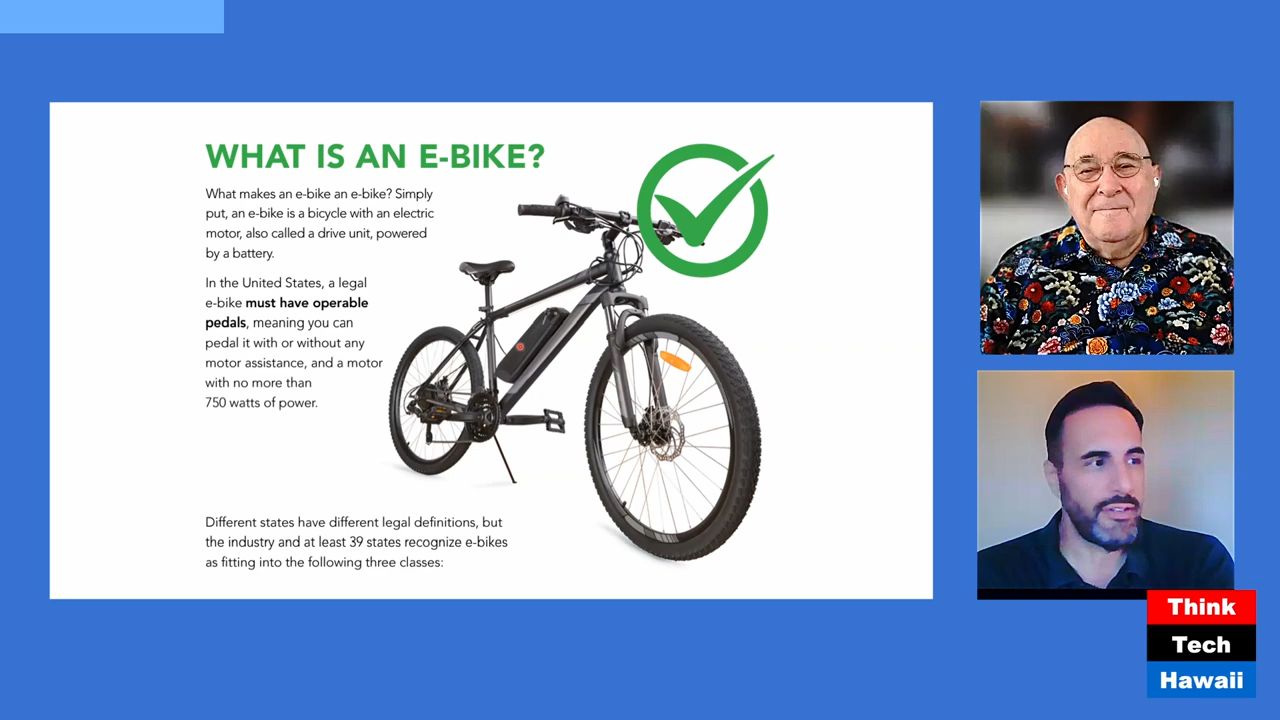 WHAT IS AN E-BIKE?
What makes an e-bike an e-bike? Simply
put, an e-bike is a bicycle with an electric
motor, also called a drive unit, powered
by a battery.
In the United States, a legal
e-bike must have operable
pedals, meaning you can
pedal it with or without any
motor assistance, and a motor
with no more than
750 watts of power.
Different states have different legal definitions, but
the industry and at least 39 states recognize e-bikes
as fitting into the following three classes:
Think
Tech
Hawaii